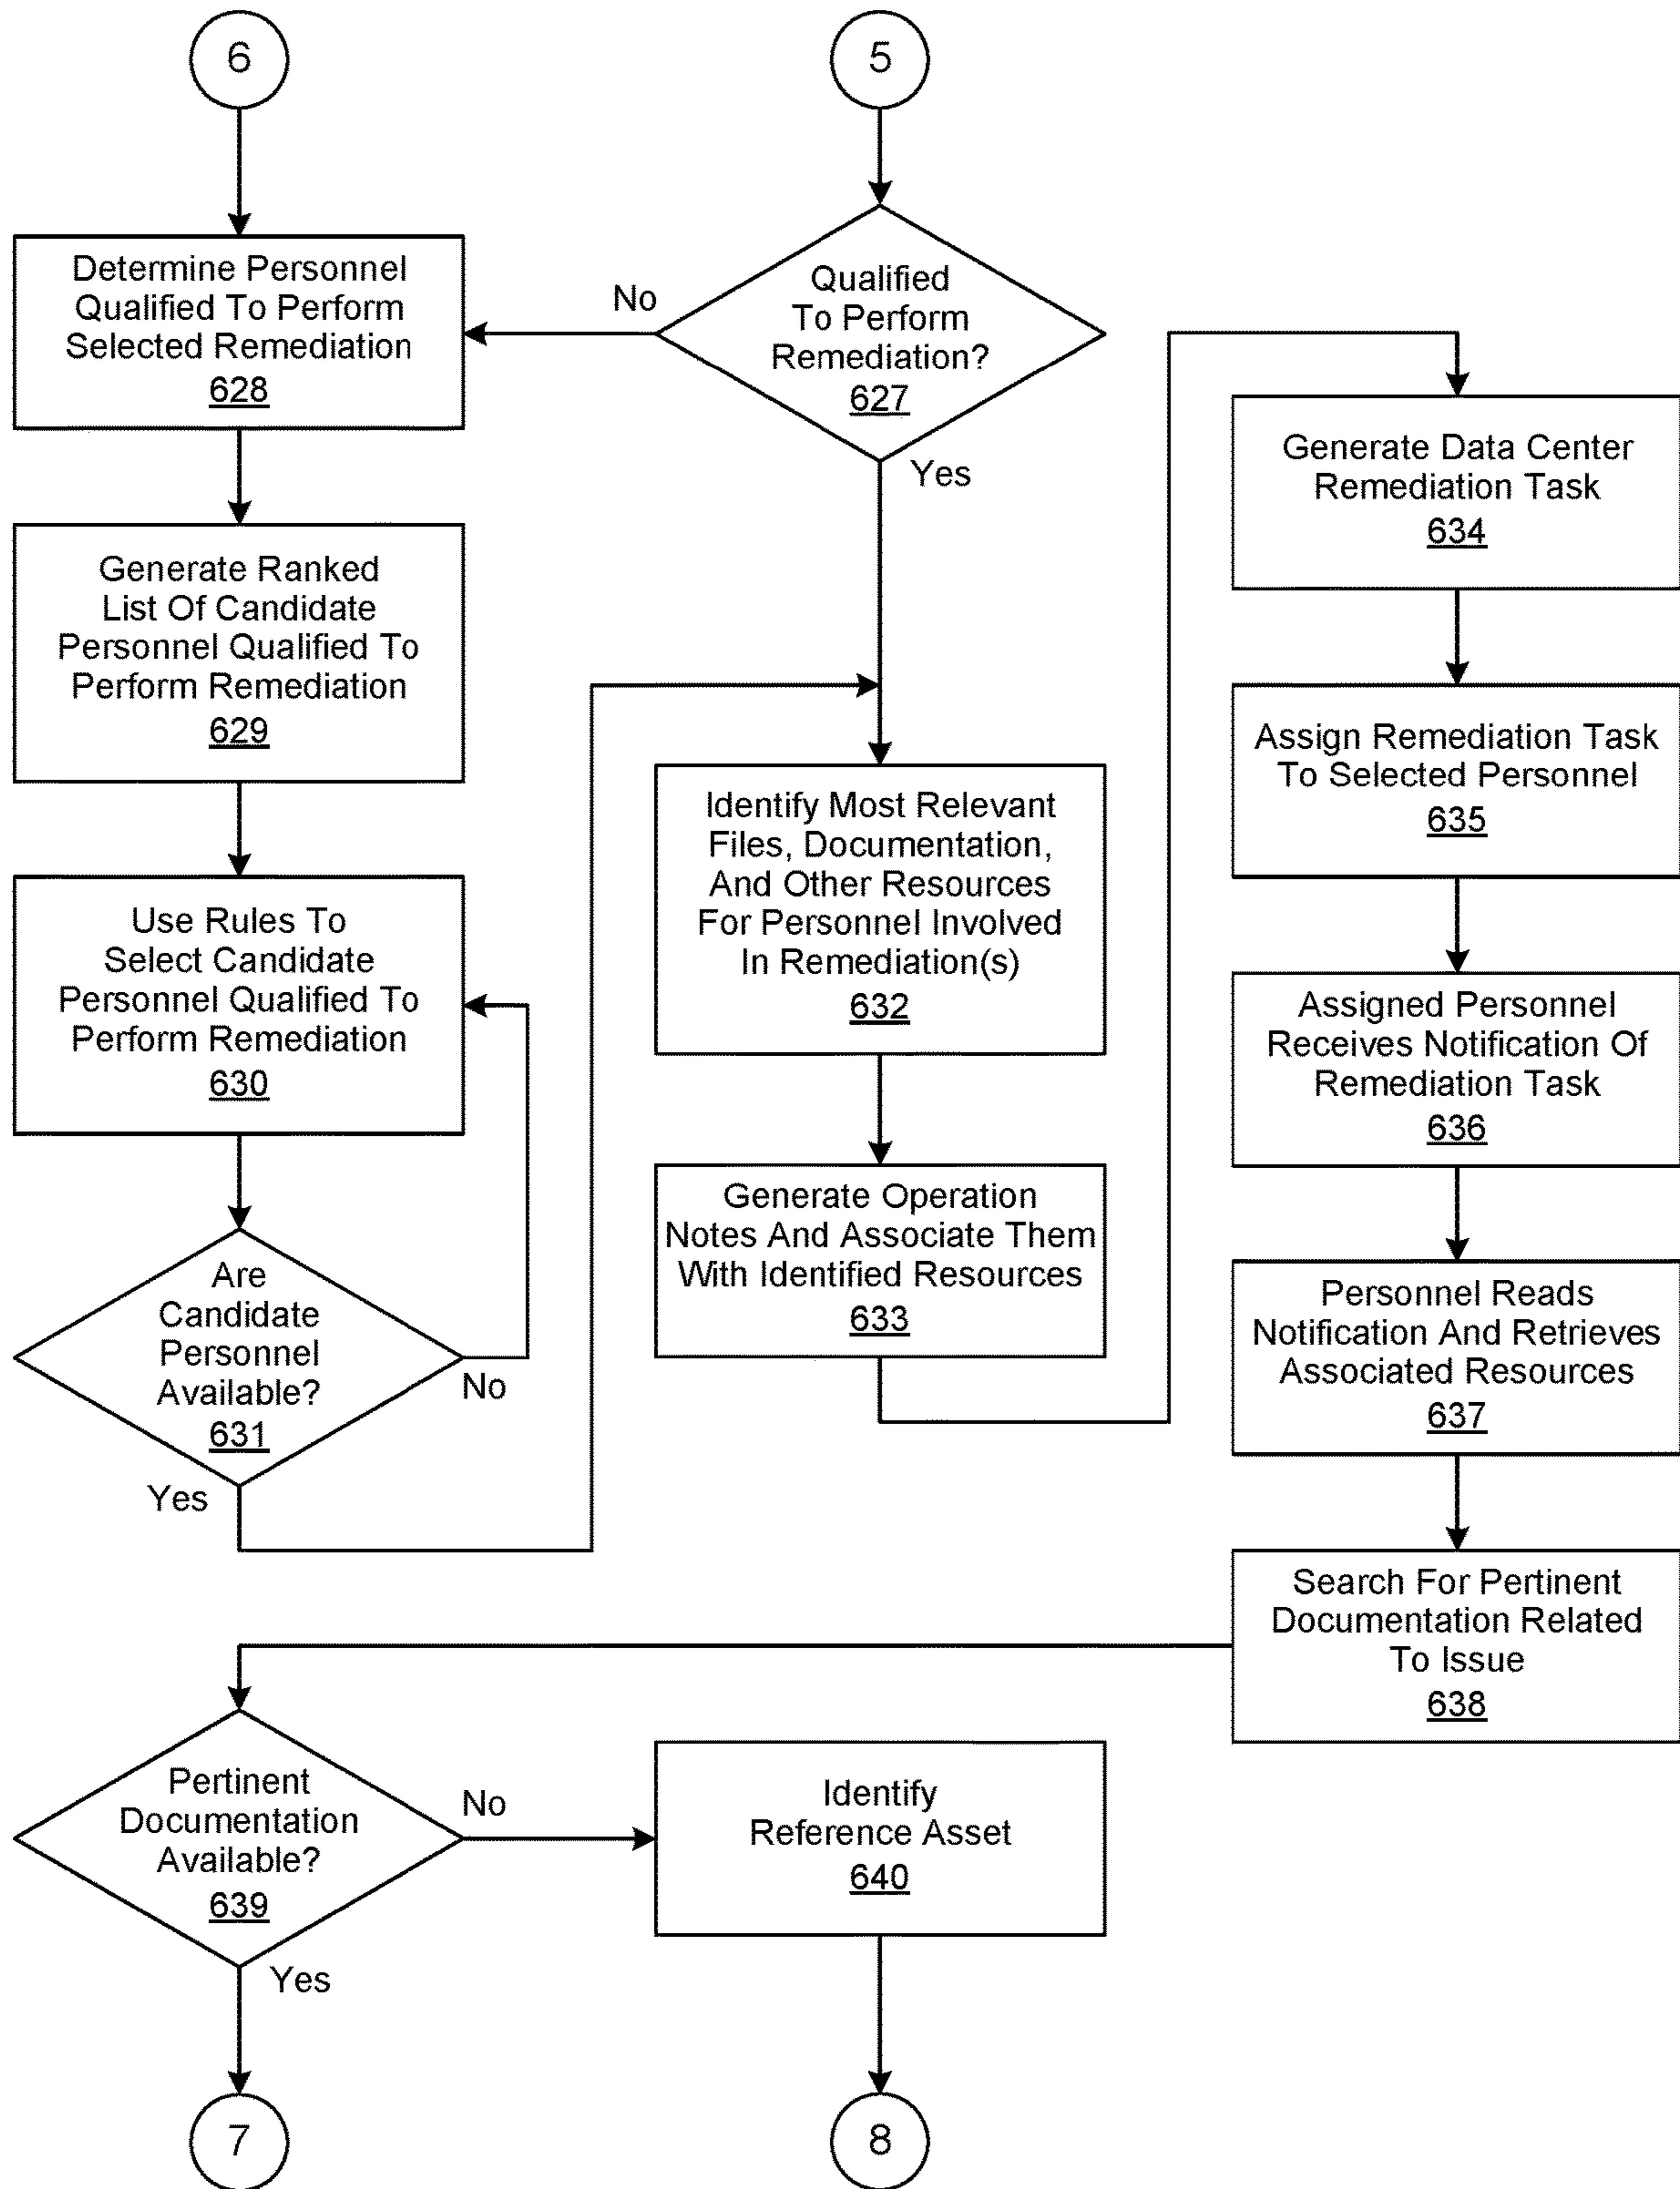 6
5
Determine Personnel
Qualified To Perform
Selected Remediation
628
No
Qualified
To Perform
Remediation?
627
Yes
Generate Ranked
List Of Candidate
Personnel Qualified To
Perform Remediation
629
Use Rules To
Select Candidate
Personnel Qualified To
Perform Remediation
630
Are
Candidate
Personnel
Available?
631
No
Yes
Identify Most Relevant
Files, Documentation,
And Other Resources
For Personnel Involved
In Remediation(s)
632
Generate Operation
Notes And Associate Them
With Identified Resources
633
Generate Data Center
Remediation Task
634
Assign Remediation Task
To Selected Personnel
635
Assigned Personnel
Receives Notification Of
Remediation Task
636
Personnel Reads
Notification And Retrieves
Associated Resources
637
Search For Pertinent
Documentation Related
To Issue
638
Pertinent
Documentation
Available?
639
No
Yes
Identify
Reference Asset
640
7
8